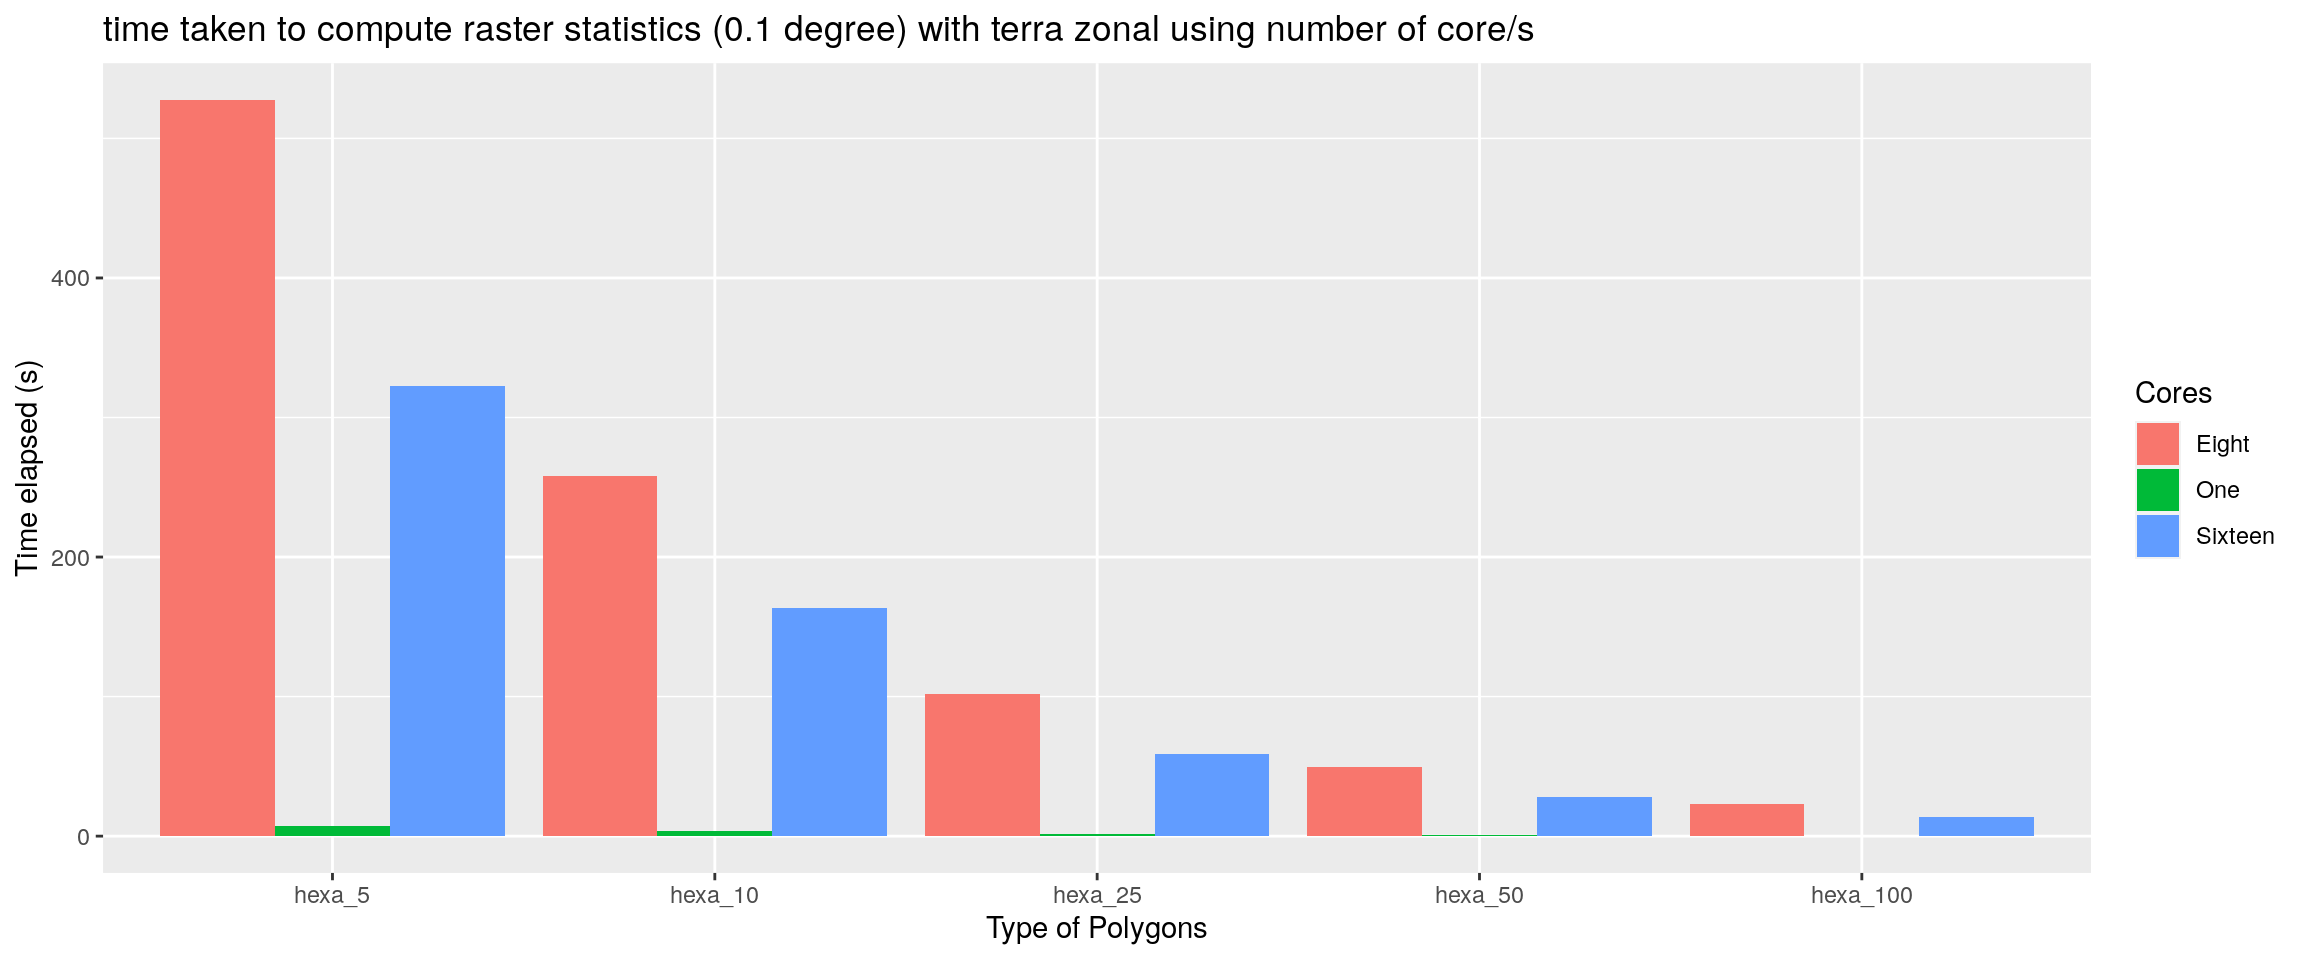 time taken to compute raster statistics (0.1 degree) with terra zonal using number of core/s
Time elapsed (s)
400
200
0
hexa_5
hexa_10
hexa_25
hexa_50
hexa_100
Type of Polygons
Cores
Eight
One
Sixteen